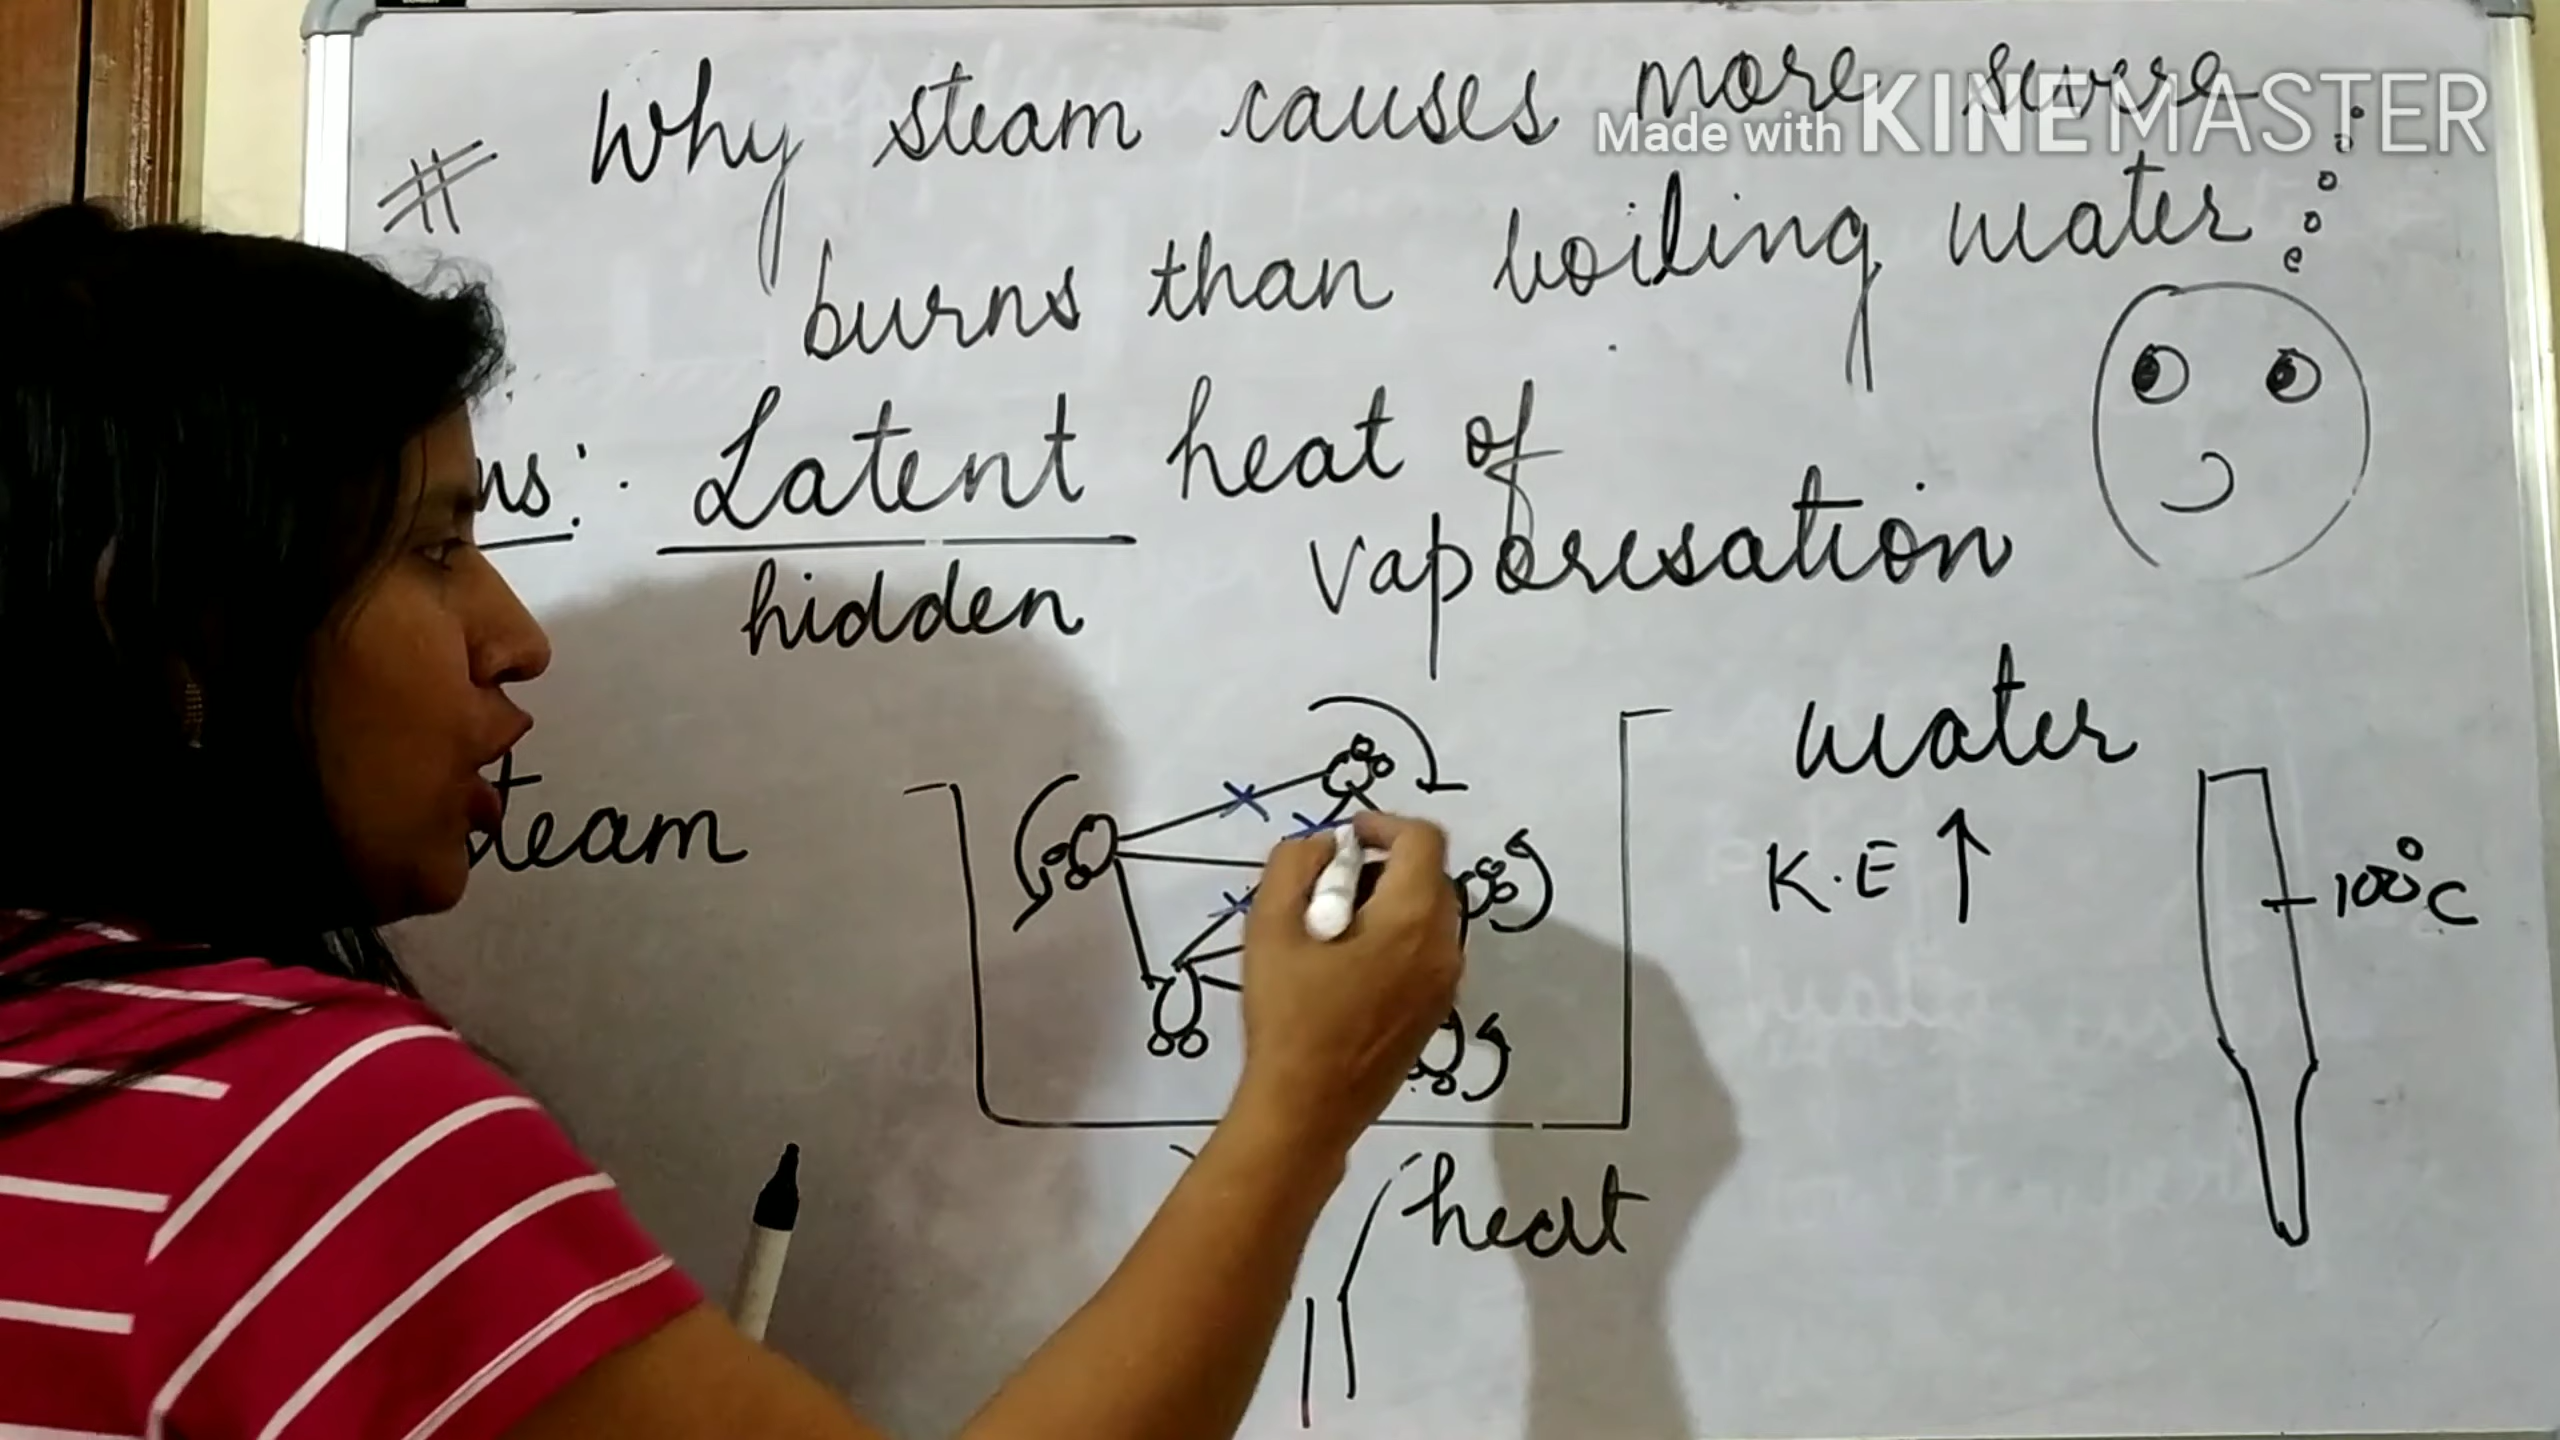 # Why steam causes more severe
Made with KINEMASTER
burns than boiling water
ns: Latent heat of
vaporisation
hidden
water
team
K.E ↑
100°C
heat